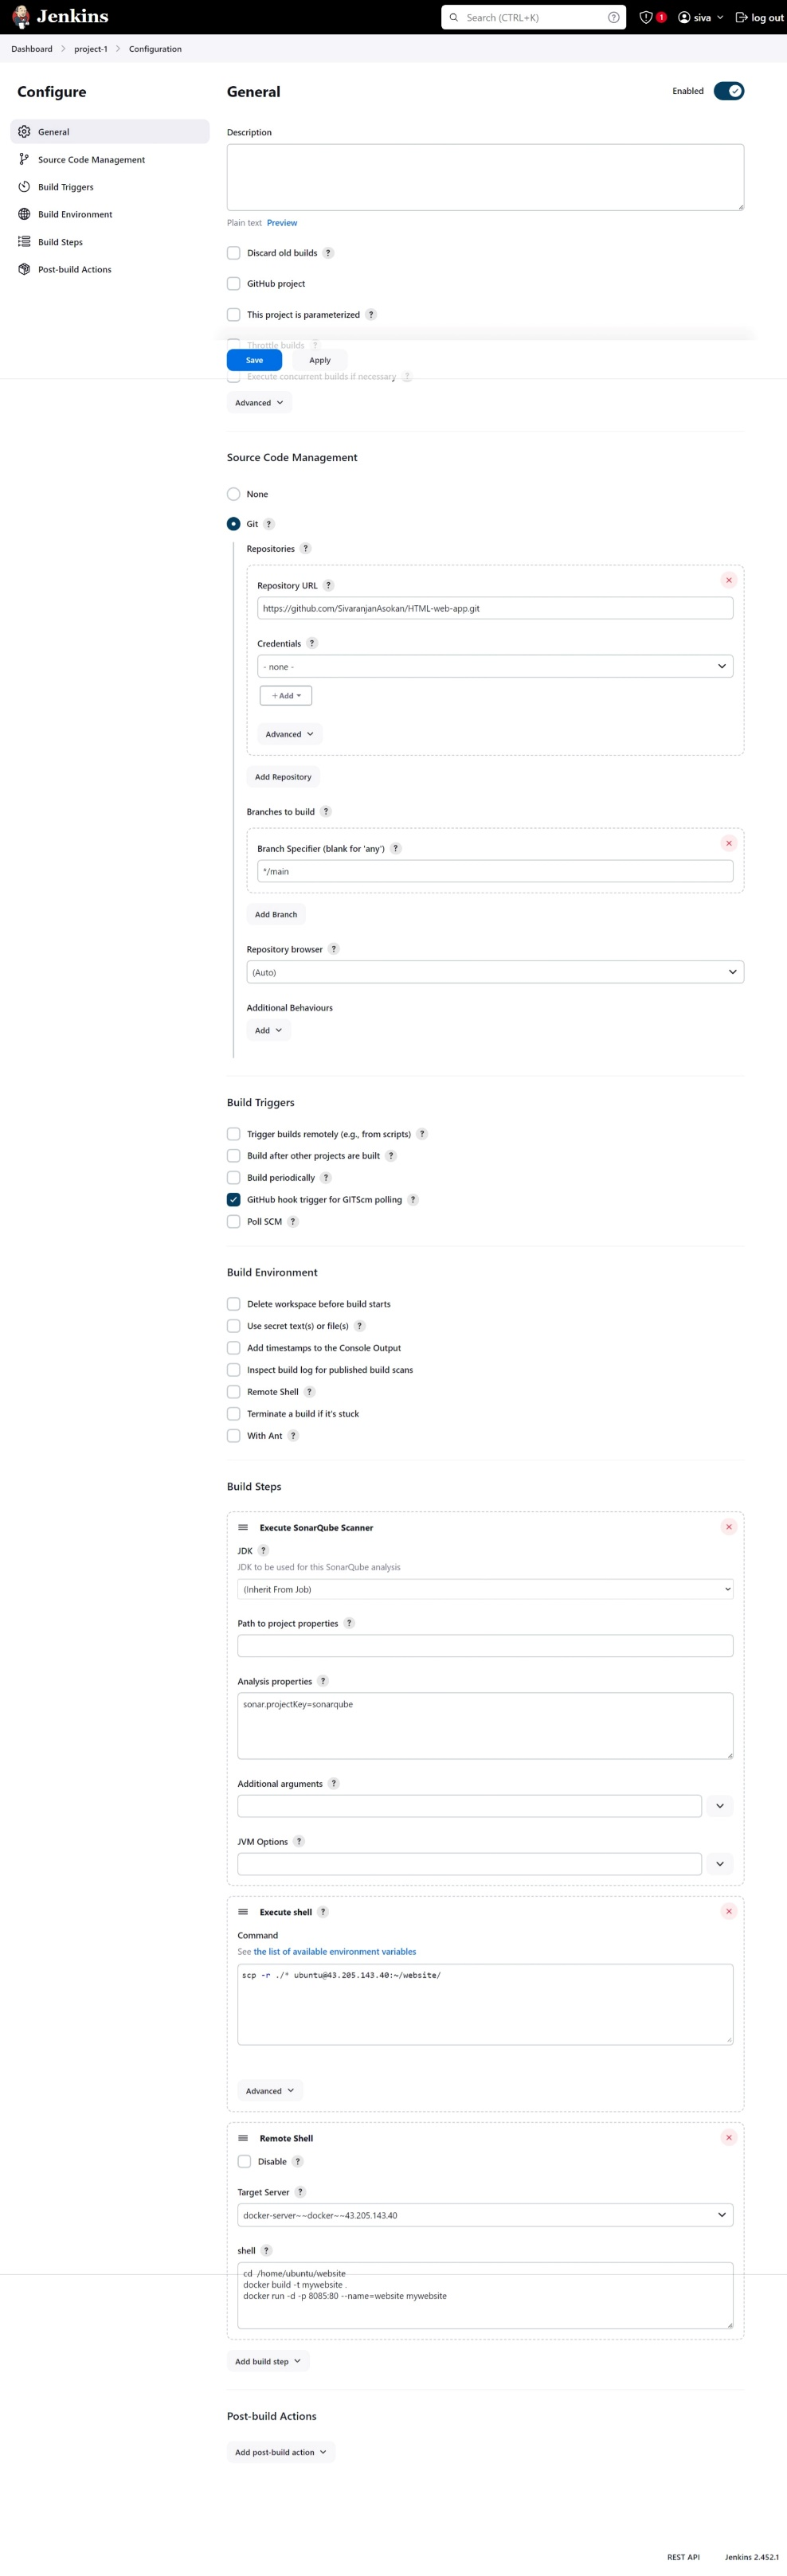 Jenkins
Search (CTRL+K)
?
1
siva
log out
Dashboard > project-1 > Configuration
Configure
General
Source Code Management
Build Triggers
Build Environment
Build Steps
Post-build Actions
General
Enabled
Description
Plain text Preview
Discard old builds ?
GitHub project
This project is parameterized ?
Throttle builds ?
Save
Apply
Execute concurrent builds if necessary ?
Advanced
Source Code Management
None
Git ?
Repositories ?
Repository URL ?
https://github.com/SivaranjanAsokan/HTML-web-app.git
Credentials ?
- none -
+ Add
Advanced
Add Repository
Branches to build ?
Branch Specifier (blank for 'any') ?
*/main
Add Branch
Repository browser ?
(Auto)
Additional Behaviours
Add
Build Triggers
Trigger builds remotely (e.g., from scripts) ?
Build after other projects are built ?
Build periodically ?
GitHub hook trigger for GITScm polling ?
Poll SCM ?
Build Environment
Delete workspace before build starts
Use secret text(s) or file(s) ?
Add timestamps to the Console Output
Inspect build log for published build scans
Remote Shell ?
Terminate a build if it's stuck
With Ant ?
Build Steps
Execute SonarQube Scanner
JDK ?
JDK to be used for this SonarQube analysis
(Inherit From Job)
Path to project properties ?
Analysis properties ?
sonar.projectKey=sonarqube
Additional arguments ?
JVM Options ?
Execute shell ?
Command
See the list of available environment variables
scp -r ./* ubuntu@43.205.143.40:~/website/
Advanced
Remote Shell
Disable ?
Target Server ?
docker-server~~docker~~43.205.143.40
shell ?
cd /home/ubuntu/website
docker build -t mywebsite .
docker run -d -p 8085:80 --name=website mywebsite
Add build step
Post-build Actions
Add post-build action
REST API
Jenkins 2.452.1